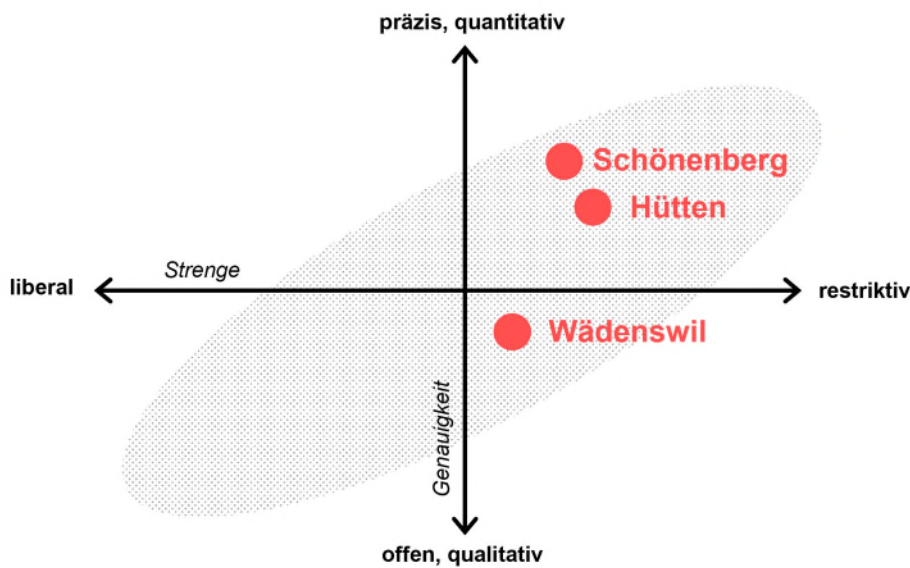 präzis, quantitativ
Schönenberg
Hütten
Strenge
liberal
restriktiv
Wädenswil
Genauigkeit
offen, qualitativ